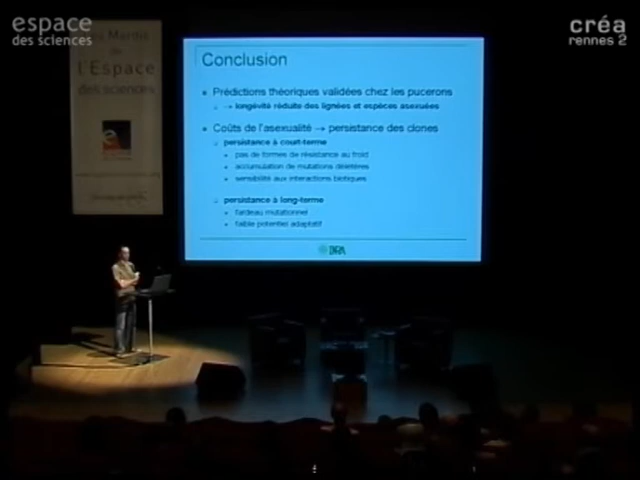 espace
des sciences
créa
rennes 2
Les Mardis
de
l'Espace
des sciences
Conclusion
Prédictions théoriques validées chez les pucerons
→ longévité réduite des lignées et espèces asexuées
Coûts de l'asexualité → persistance des clones
persistance à court-terme
pas de formes de résistance au froid
accumulation de mutations délétères
sensibilité aux interactions biotiques
persistance à long-terme
fardeau mutationnel
faible potentiel adaptatif
INRA